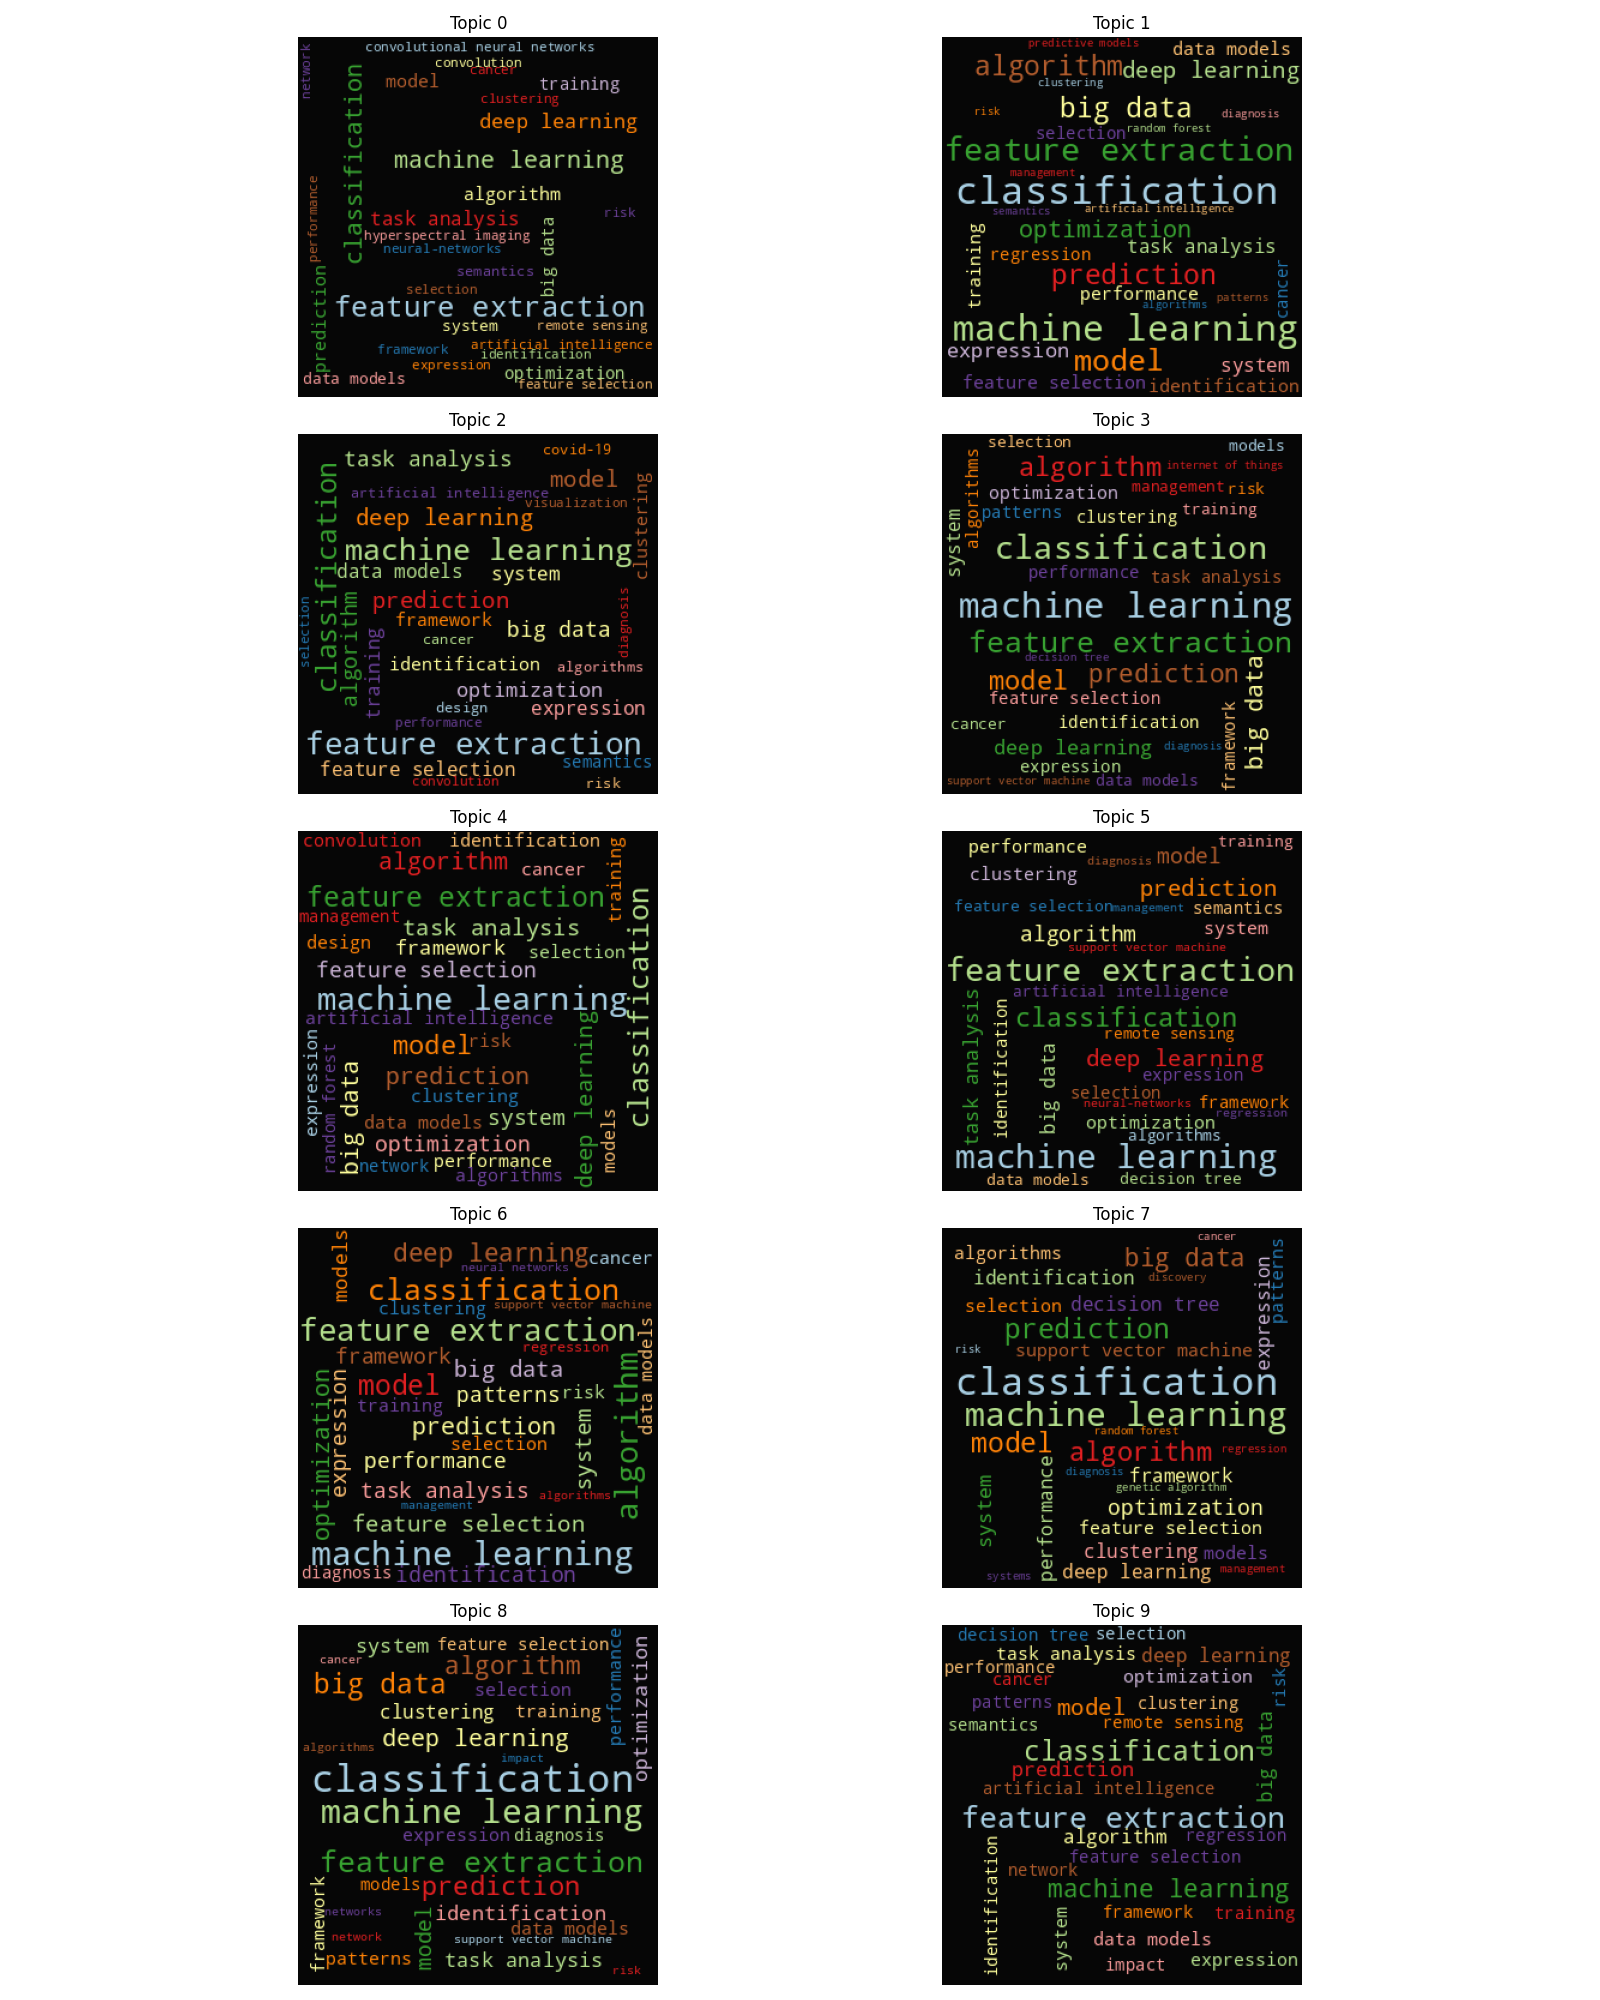 Topic 0
convolutional neural networks
network
convolution
cancer
model
training
clustering
classification
deep learning
machine learning
performance
algorithm
task analysis
risk
hyperspectral imaging
big data
neural-networks
semantics
prediction
selection
feature extraction
system
remote sensing
framework
artificial intelligence
identification
expression
optimization
data models
feature selection
Topic 1
predictive models
data models
algorithm
deep learning
clustering
big data
risk
diagnosis
selection
random forest
feature extraction
management
classification
semantics
artificial intelligence
optimization
training
task analysis
regression
prediction
cancer
performance
patterns
algorithms
machine learning
expression
model
system
feature selection
identification
Topic 2
covid-19
task analysis
model
classification
artificial intelligence
visualization
clustering
deep learning
machine learning
data models
system
prediction
algorithm
selection
framework
diagnosis
big data
cancer
training
identification
algorithms
optimization
design
expression
performance
feature extraction
semantics
feature selection
convolution
risk
Topic 3
selection
models
algorithms
algorithm
internet of things
optimization
management
risk
patterns
clustering
training
system
classification
performance
task analysis
machine learning
feature extraction
decision tree
big data
model
prediction
feature selection
cancer
identification
framework
deep learning
diagnosis
expression
support vector machine
data models
Topic 4
convolution
identification
algorithm
cancer
training
feature extraction
classification
management
task analysis
design
framework
selection
feature selection
machine learning
artificial intelligence
deep learning
expression
random forest
model
risk
big data
prediction
clustering
data models
system
models
optimization
network
performance
algorithms
Topic 5
training
performance
diagnosis
model
clustering
prediction
feature selection
management
semantics
algorithm
system
support vector machine
feature extraction
task analysis
artificial intelligence
identification
classification
remote sensing
big data
deep learning
expression
selection
neural-networks
framework
regression
optimization
algorithms
machine learning
data models
decision tree
Topic 6
models
deep learning
cancer
neural networks
classification
clustering
support vector machine
feature extraction
data models
regression
framework
big data
algorithm
optimization
expression
model
patterns
risk
training
prediction
system
selection
performance
task analysis
algorithms
management
feature selection
machine learning
diagnosis
identification
Topic 7
cancer
algorithms
big data
patterns
identification
discovery
expression
selection
decision tree
prediction
risk
support vector machine
classification
machine learning
random forest
model
algorithm
regression
performance
diagnosis
framework
system
genetic algorithm
optimization
feature selection
clustering
models
systems
deep learning
management
Topic 8
system
feature selection
performance
optimization
cancer
algorithm
big data
selection
clustering
training
deep learning
algorithms
impact
classification
machine learning
expression
diagnosis
feature extraction
framework
models
prediction
networks
model
identification
data models
network
support vector machine
patterns
task analysis
risk
Topic 9
decision tree
selection
task analysis
deep learning
performance
cancer
optimization
risk
patterns
model
clustering
semantics
remote sensing
big data
classification
prediction
artificial intelligence
feature extraction
algorithm
regression
identification
feature selection
network
machine learning
system
framework
training
data models
impact
expression